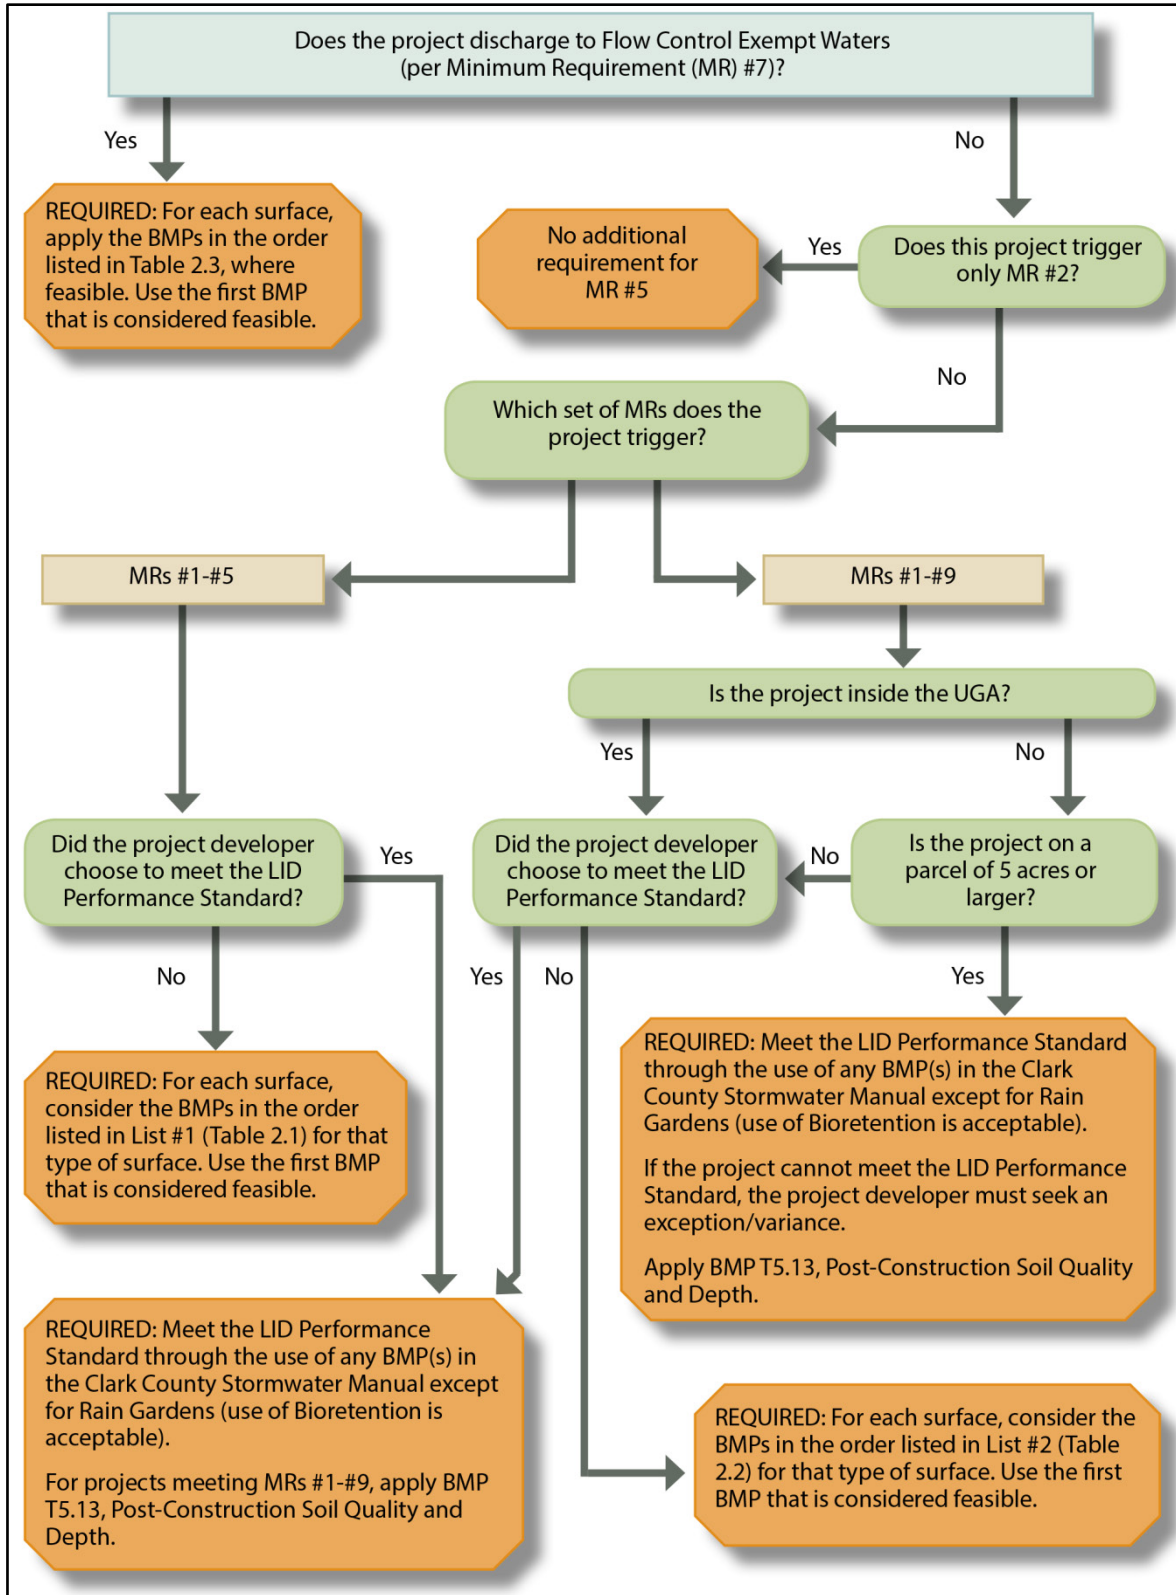 Does the project discharge to Flow Control Exempt Waters
(per Minimum Requirement (MR) #7)?
Yes
No
REQUIRED: For each surface,
apply the BMPs in the order
listed in Table 2.3, where
feasible. Use the first BMP
that is considered feasible.
No additional
requirement for
MR #5
Yes
Does this project trigger
only MR #2?
No
Which set of MRs does the
project trigger?
MRs #1-#5
MRs #1-#9
Is the project inside the UGA?
Yes
No
Did the project developer
choose to meet the LID
Performance Standard?
Yes
Did the project developer
choose to meet the LID
Performance Standard?
No
Is the project on a
parcel of 5 acres or
larger?
No
Yes
No
Yes
REQUIRED: For each surface,
consider the BMPs in the order
listed in List #1 (Table 2.1) for that
type of surface. Use the first BMP
that is considered feasible.
REQUIRED: Meet the LID Performance Standard
through the use of any BMP(s) in the Clark
County Stormwater Manual except for Rain
Gardens (use of Bioretention is acceptable).
If the project cannot meet the LID Performance
Standard, the project developer must seek an
exception/variance.
Apply BMP T5.13, Post-Construction Soil Quality
and Depth.
REQUIRED: Meet the LID Performance
Standard through the use of any BMP(s) in
the Clark County Stormwater Manual except
for Rain Gardens (use of Bioretention is
acceptable).
For projects meeting MRs #1-#9, apply BMP
T5.13, Post-Construction Soil Quality and
Depth.
REQUIRED: For each surface, consider the
BMPs in the order listed in List #2 (Table
2.2) for that type of surface. Use the first
BMP that is considered feasible.